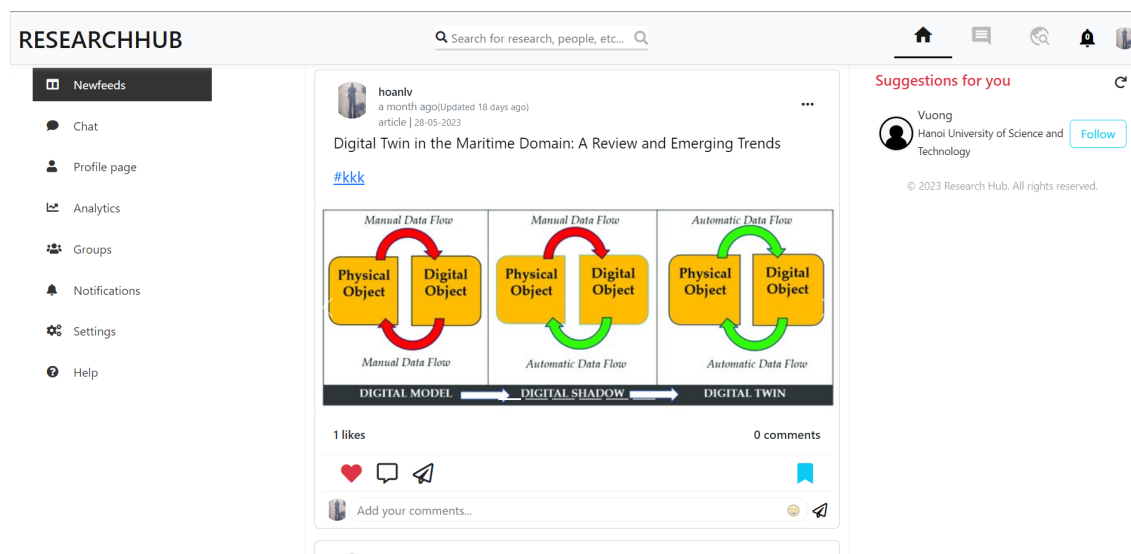 RESEARCHHUB
Search for research, people, etc...
0
Newfeeds
Chat
Profile page
Analytics
Groups
Notifications
Settings
Help
hoanlv
a month ago(Updated 18 days ago)
article | 28-05-2023
Digital Twin in the Maritime Domain: A Review and Emerging Trends
#kkk
Manual Data Flow
Physical Object
Digital Object
Manual Data Flow
DIGITAL MODEL
Manual Data Flow
Physical Object
Digital Object
Automatic Data Flow
DIGITAL SHADOW
Automatic Data Flow
Physical Object
Digital Object
Automatic Data Flow
DIGITAL TWIN
1 likes
0 comments
Add your comments...
Suggestions for you
Vuong
Hanoi University of Science and
Technology
Follow
© 2023 Research Hub. All rights reserved.